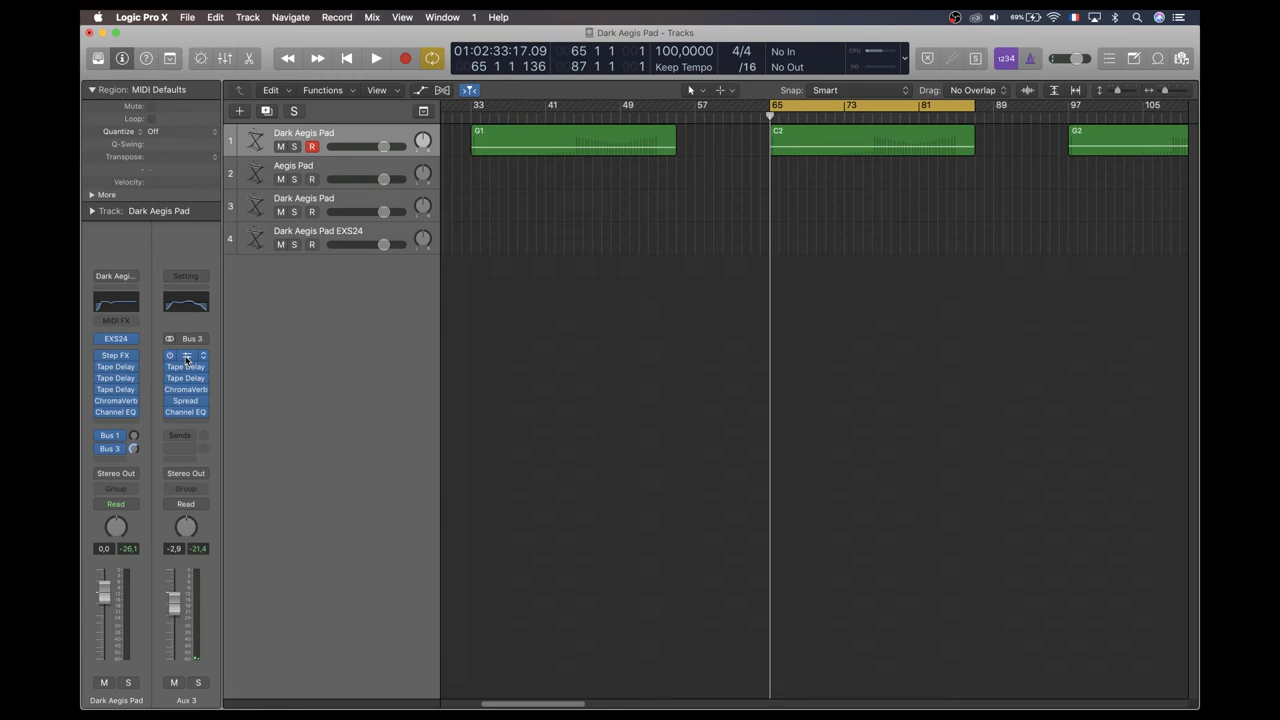 Logic Pro X File Edit Track Navigate Record Mix View Window 1 Help
69%
Dark Aegis Pad - Tracks
01:02:33:17.09 65 1 1 001 100,0000 4/4 No In CPU
65 1 1 136 87 1 1 001 Keep Tempo /16 No Out HD
1234
Region: MIDI Defaults
Edit Functions View
Snap: Smart
Drag: No Overlap
Mute:
Loop:
Quantize Off
Q-Swing:
Transpose:
Velocity:
More
Track: Dark Aegis Pad
S
33 41 49 57 65 73 81 89 97 105
1 Dark Aegis Pad
M S R
G1 C2 G2
2 Aegis Pad
M S R
3 Dark Aegis Pad
M S R
4 Dark Aegis Pad EXS24
M S R
Dark Aegi... Setting
MIDI FX
EXS24 Bus 3
Step FX
Tape Delay Tape Delay
Tape Delay Tape Delay
Tape Delay ChromaVerb
ChromaVerb Spread
Channel EQ Channel EQ
Bus 1 Sends
Bus 3
Stereo Out Stereo Out
Group Group
Read Read
0,0 -26,1 -2,9 -21,4
M S M S
Dark Aegis Pad Aux 3